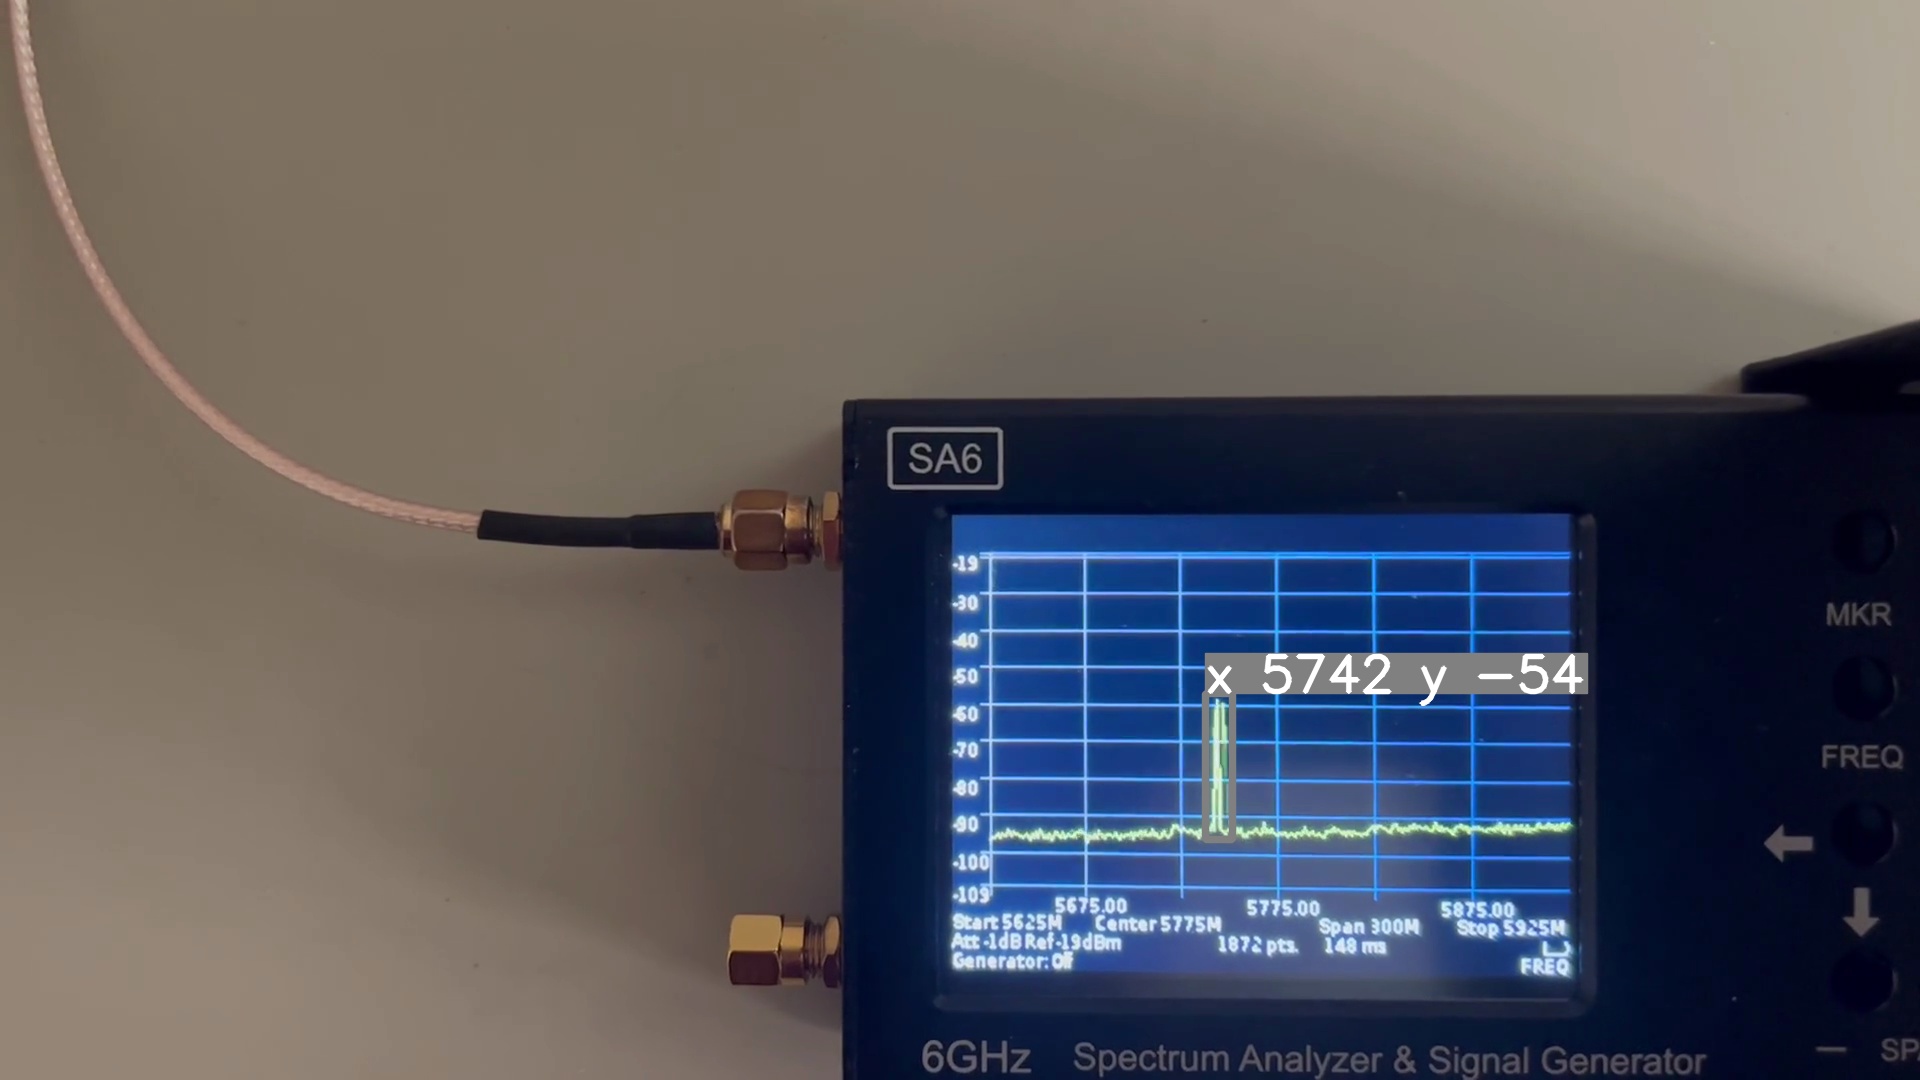 SA6
-19
-30
-40
-50
-60
-70
-80
-90
-100
-109
x 5742 y -54
5675.00 5775.00 5875.00
Start 5625M Center 5775M Span 300M Stop 5925M
Att -1dB Ref -19dBm 1872 pts. 148 ms
Generator: Off FREQ
MKR
FREQ
6GHz Spectrum Analyzer & Signal Generator